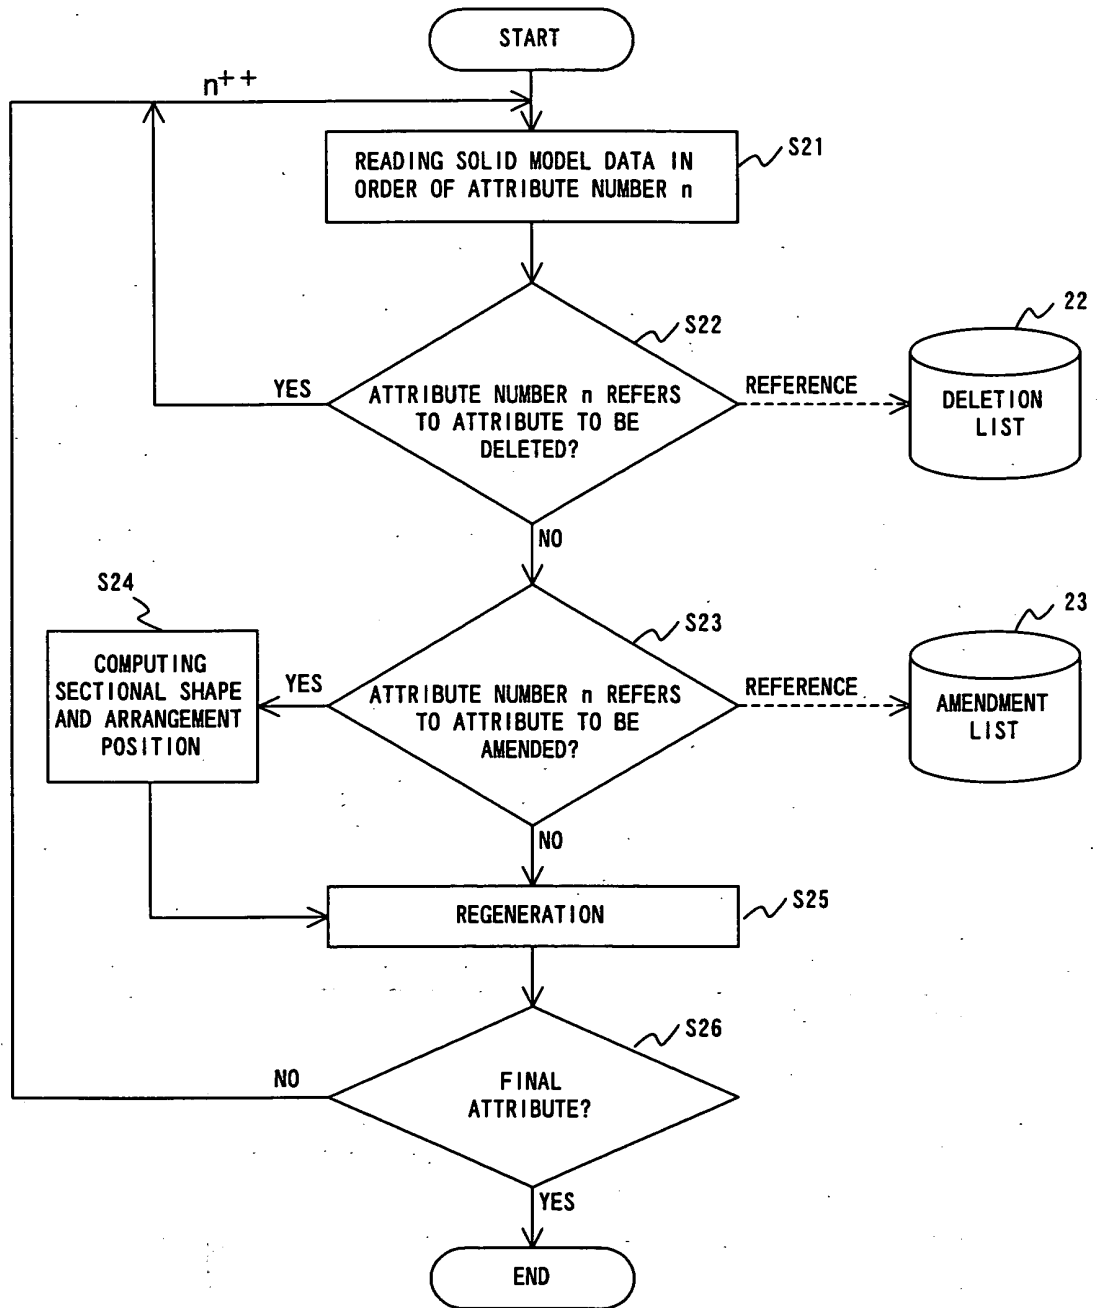 START
n++
READING SOLID MODEL DATA IN
ORDER OF ATTRIBUTE NUMBER n
S21
S22
22
YES
ATTRIBUTE NUMBER n REFERS
TO ATTRIBUTE TO BE
DELETED?
REFERENCE
DELETION
LIST
NO
S24
S23
23
COMPUTING
SECTIONAL SHAPE
AND ARRANGEMENT
POSITION
YES
ATTRIBUTE NUMBER n REFERS
TO ATTRIBUTE TO BE
AMENDED?
REFERENCE
AMENDMENT
LIST
NO
REGENERATION
S25
S26
NO
FINAL
ATTRIBUTE?
YES
END